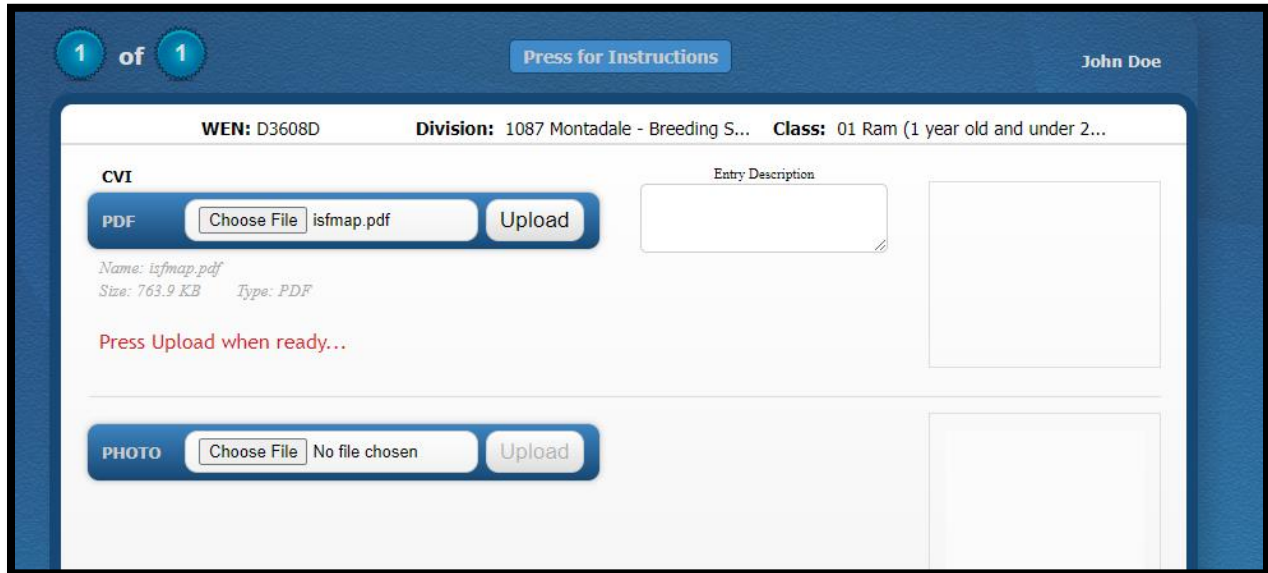 1 of 1 Press for Instructions John Doe
WEN: D3608D Division: 1087 Montadale - Breeding S... Class: 01 Ram (1 year old and under 2...
CVI Entry Description
PDF Choose File isfmap.pdf Upload
Name: isfmap.pdf
Size: 763.9 KB Type: PDF
Press Upload when ready...
PHOTO Choose File No file chosen Upload